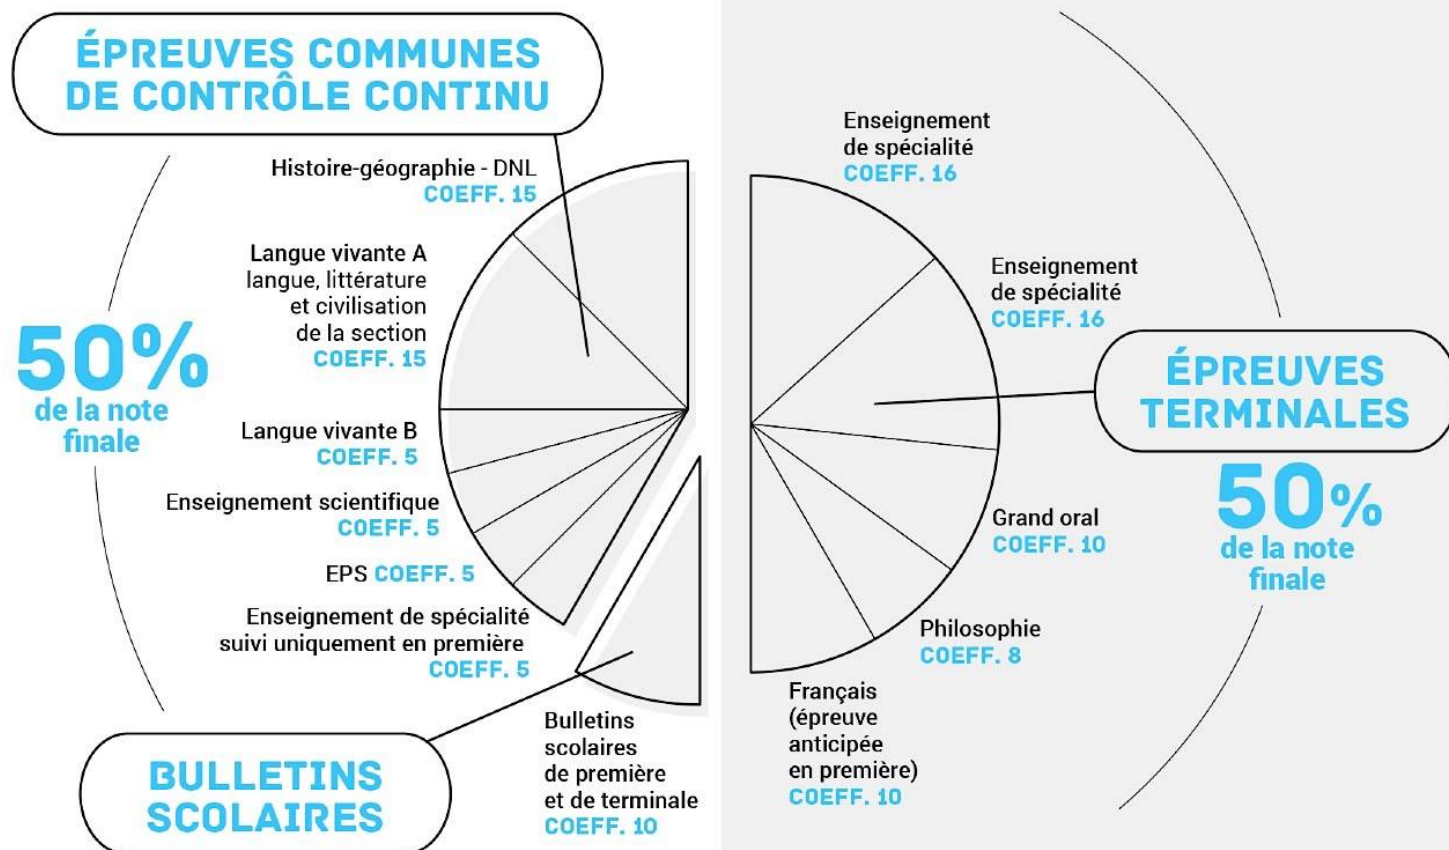 ÉPREUVES COMMUNES
DE CONTRÔLE CONTINU
Histoire-géographie - DNL
COEFF. 15
Langue vivante A
langue, littérature
et civilisation
de la section
COEFF. 15
50%
de la note
finale
Langue vivante B
COEFF. 5
Enseignement scientifique
COEFF. 5
EPS COEFF. 5
Enseignement de spécialité
suivi uniquement en première
COEFF. 5
BULLETINS
SCOLAIRES
Bulletins
scolaires
de première
et de terminale
COEFF. 10
Enseignement
de spécialité
COEFF. 16
Enseignement
de spécialité
COEFF. 16
ÉPREUVES
TERMINALES
50%
de la note
finale
Grand oral
COEFF. 10
Philosophie
COEFF. 8
Français
(épreuve
anticipée
en première)
COEFF. 10